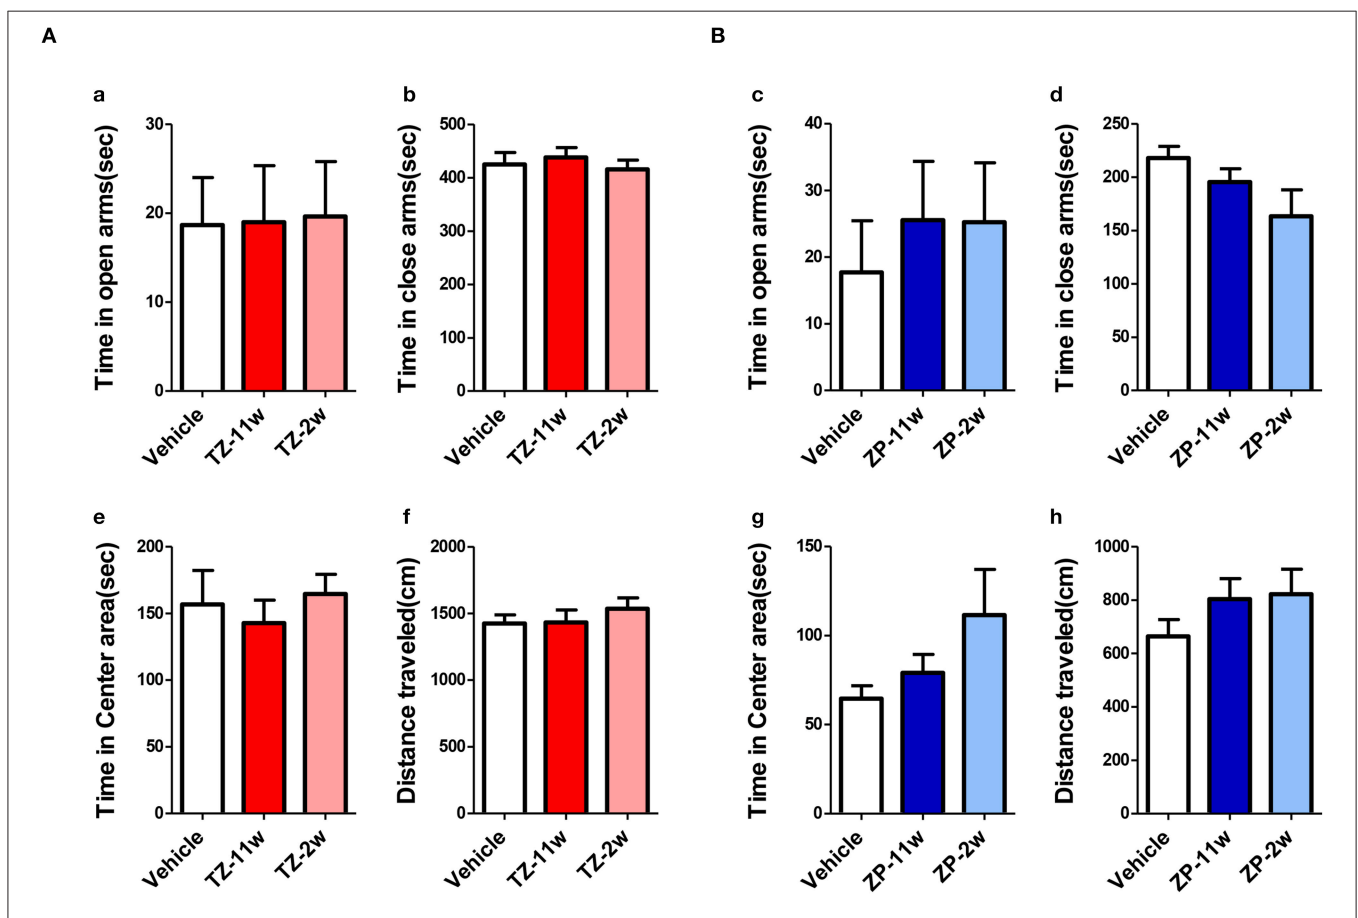 A
B
a
Time in open arms(sec)
30
20
10
0
Vehicle
TZ-11w
TZ-2w
b
Time in close arms(sec)
500
400
300
200
100
0
Vehicle
TZ-11w
TZ-2w
c
Time in open arms(sec)
40
30
20
10
0
Vehicle
ZP-11w
ZP-2w
d
Time in close arms(sec)
250
200
150
100
50
0
Vehicle
ZP-11w
ZP-2w
e
Time in Center area(sec)
200
150
100
50
0
Vehicle
TZ-11w
TZ-2w
f
Distance traveled(cm)
2000
1500
1000
500
0
Vehicle
TZ-11w
TZ-2w
g
Time in Center area(sec)
150
100
50
0
Vehicle
ZP-11w
ZP-2w
h
Distance traveled(cm)
1000
800
600
400
200
0
Vehicle
ZP-11w
ZP-2w